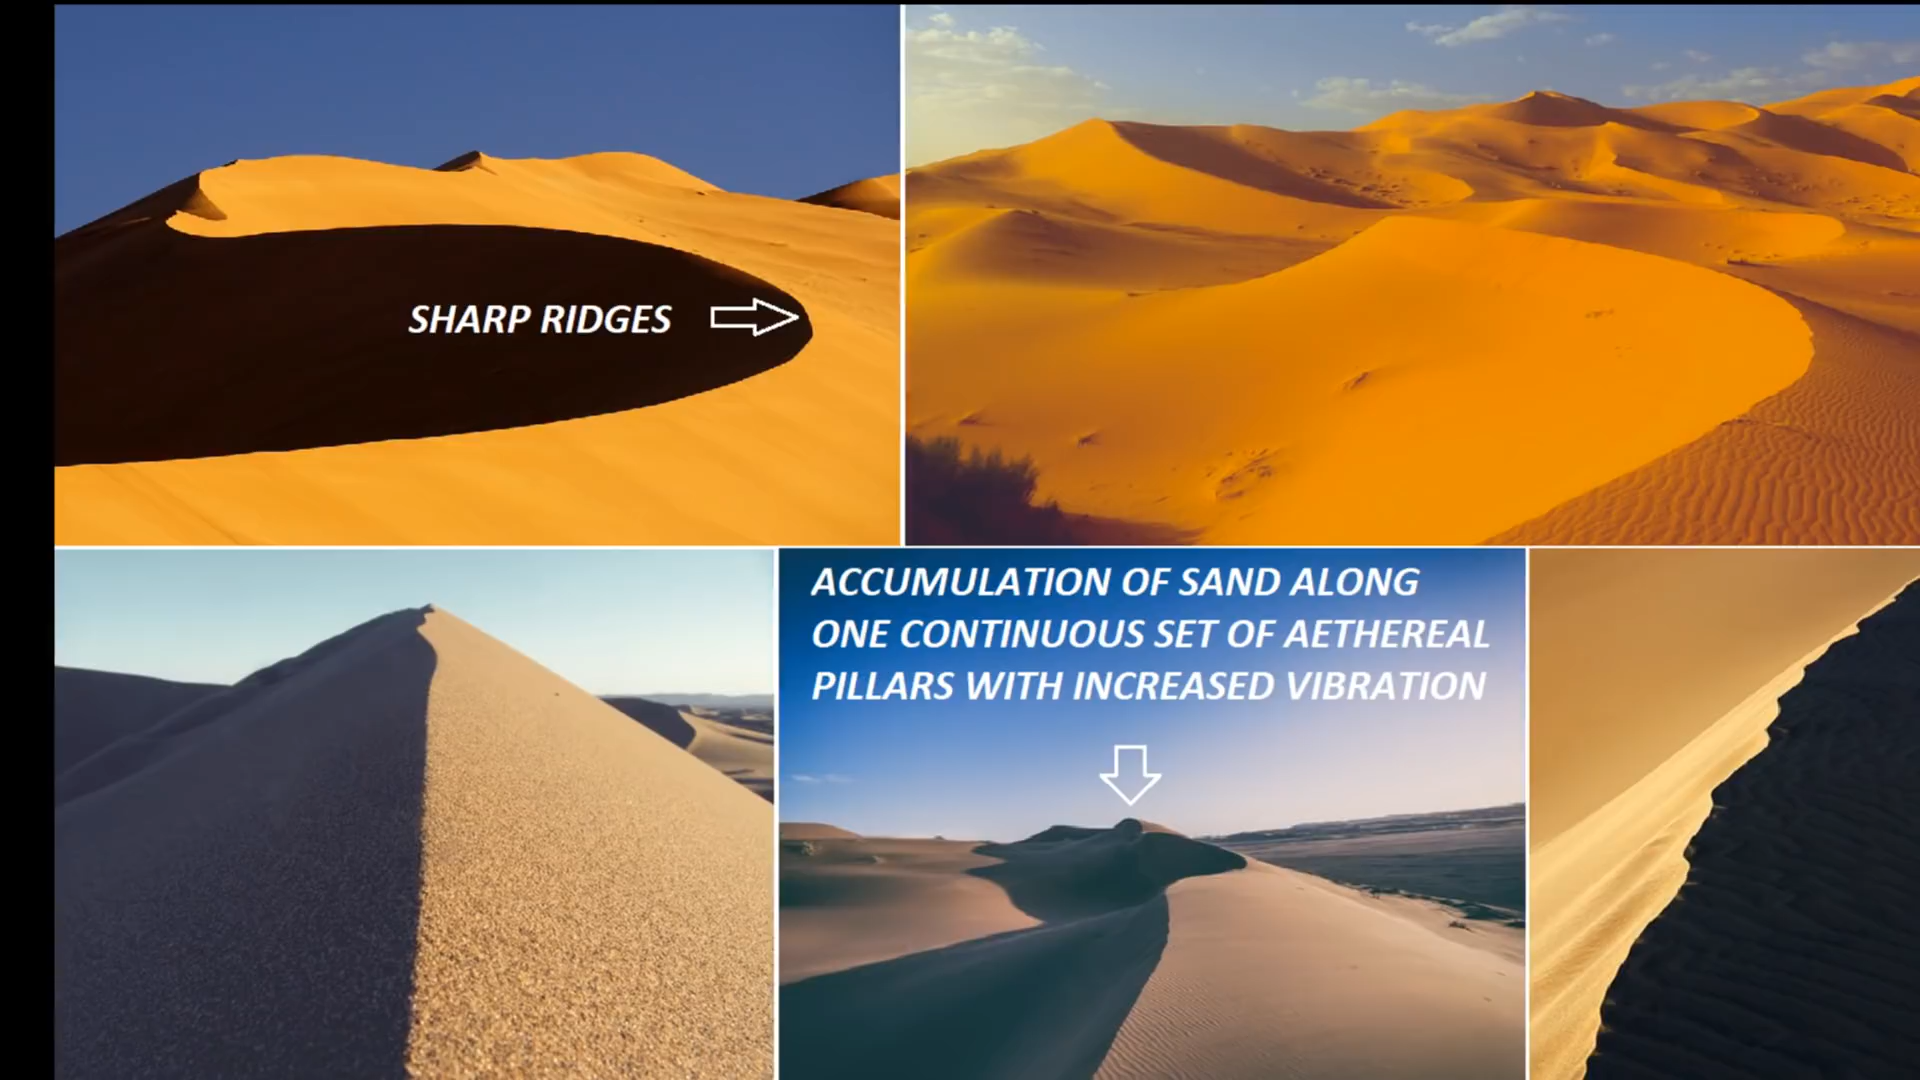 SHARP RIDGES
ACCUMULATION OF SAND ALONG
ONE CONTINUOUS SET OF AETHEREAL
PILLARS WITH INCREASED VIBRATION